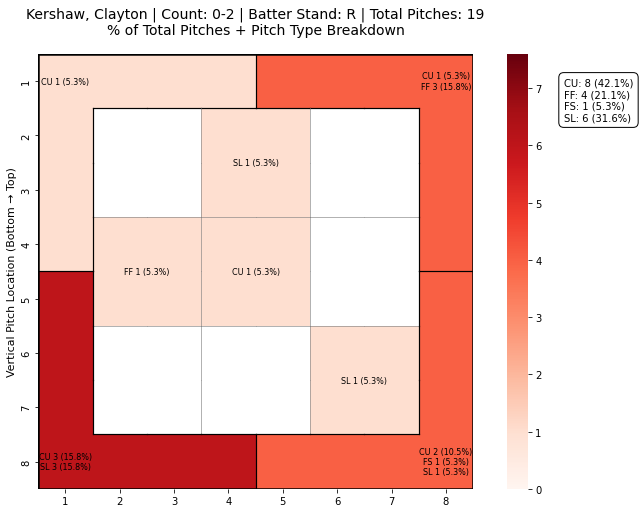 Kershaw, Clayton | Count: 0-2 | Batter Stand: R | Total Pitches: 19
% of Total Pitches + Pitch Type Breakdown
CU 1 (5.3%)
CU 1 (5.3%)
FF 3 (15.8%)
SL 1 (5.3%)
FF 1 (5.3%)
CU 1 (5.3%)
SL 1 (5.3%)
CU 3 (15.8%)
SL 3 (15.8%)
CU 2 (10.5%)
FS 1 (5.3%)
SL 1 (5.3%)
Vertical Pitch Location (Bottom → Top)
1
2
3
4
5
6
7
8
1 2 3 4 5 6 7 8
7
6
5
4
3
2
1
0
CU: 8 (42.1%)
FF: 4 (21.1%)
FS: 1 (5.3%)
SL: 6 (31.6%)